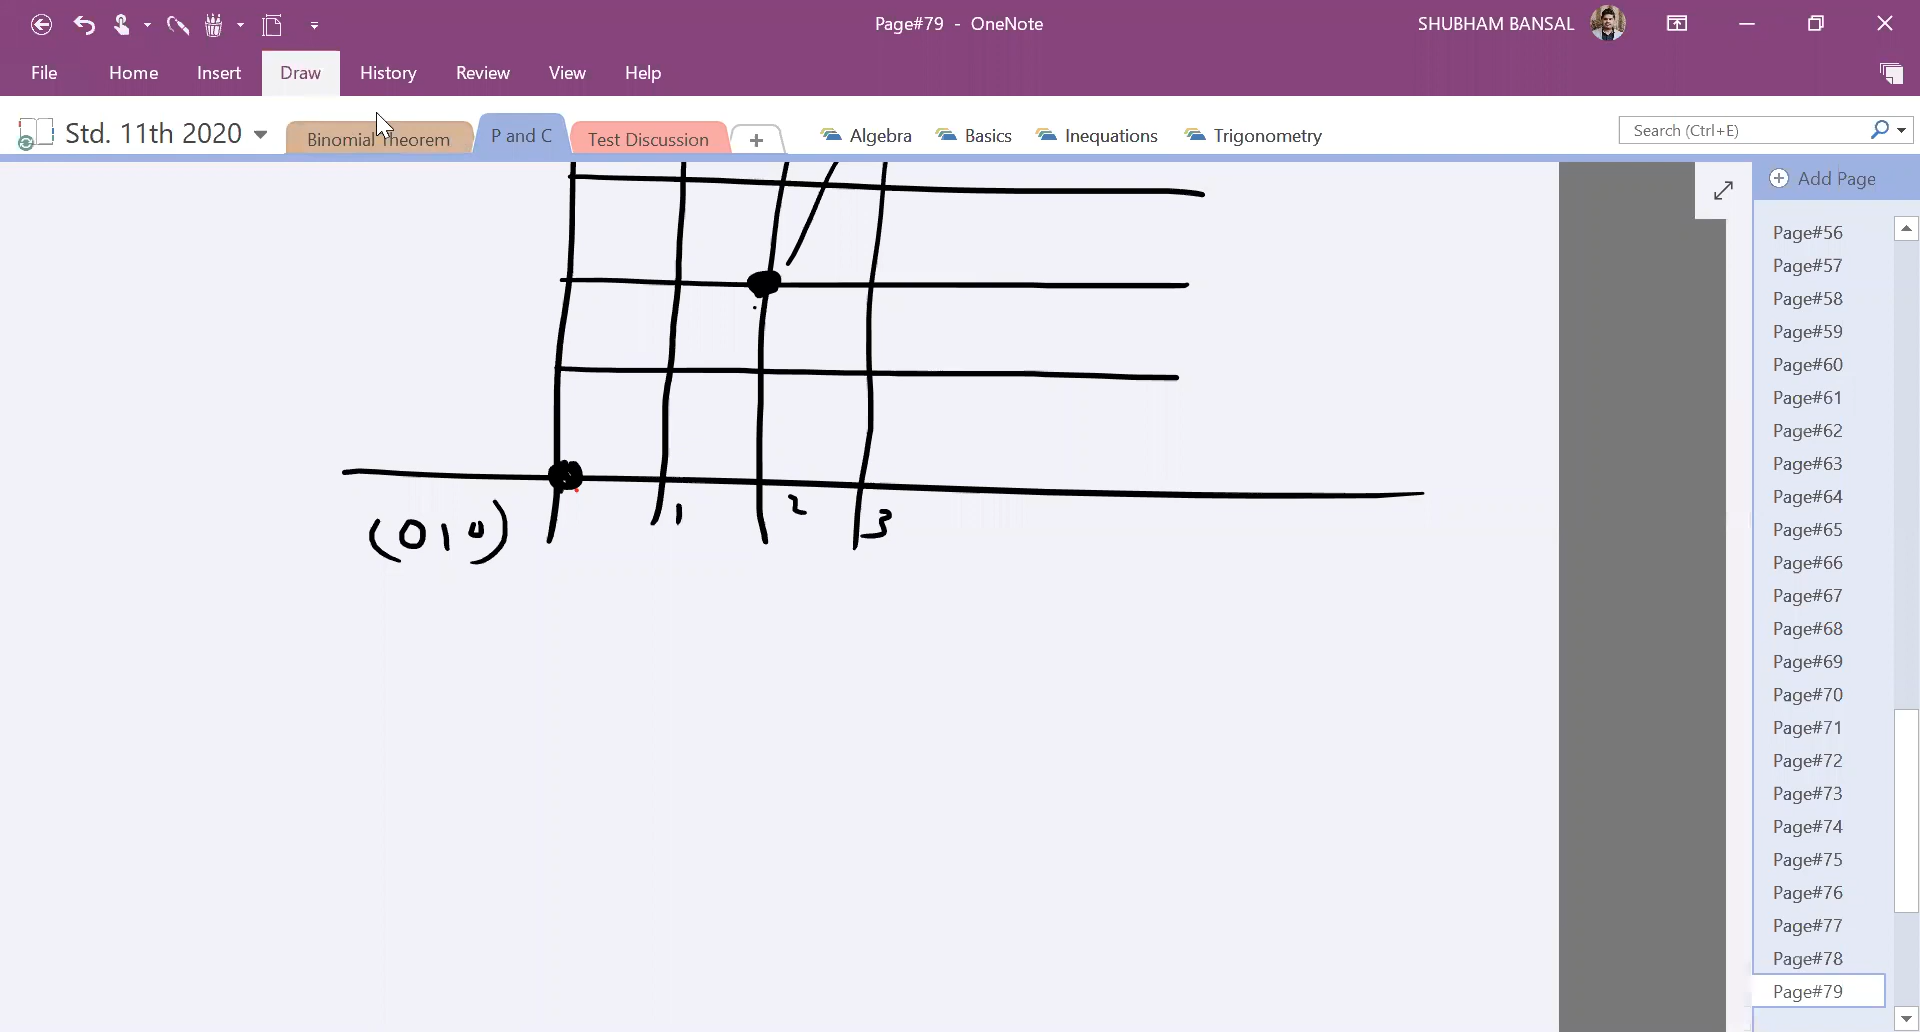 Page#79 - OneNote
SHUBHAM BANSAL
File Home Insert Draw History Review View Help
Std. 11th 2020
Binomial Theorem
P and C
Test Discussion
Algebra
Basics
Inequations
Trigonometry
Search (Ctrl+E)
Add Page
Page#56
Page#57
Page#58
Page#59
Page#60
Page#61
Page#62
Page#63
Page#64
Page#65
Page#66
Page#67
Page#68
Page#69
Page#70
Page#71
Page#72
Page#73
Page#74
Page#75
Page#76
Page#77
Page#78
Page#79
(0,0)
1
2
3